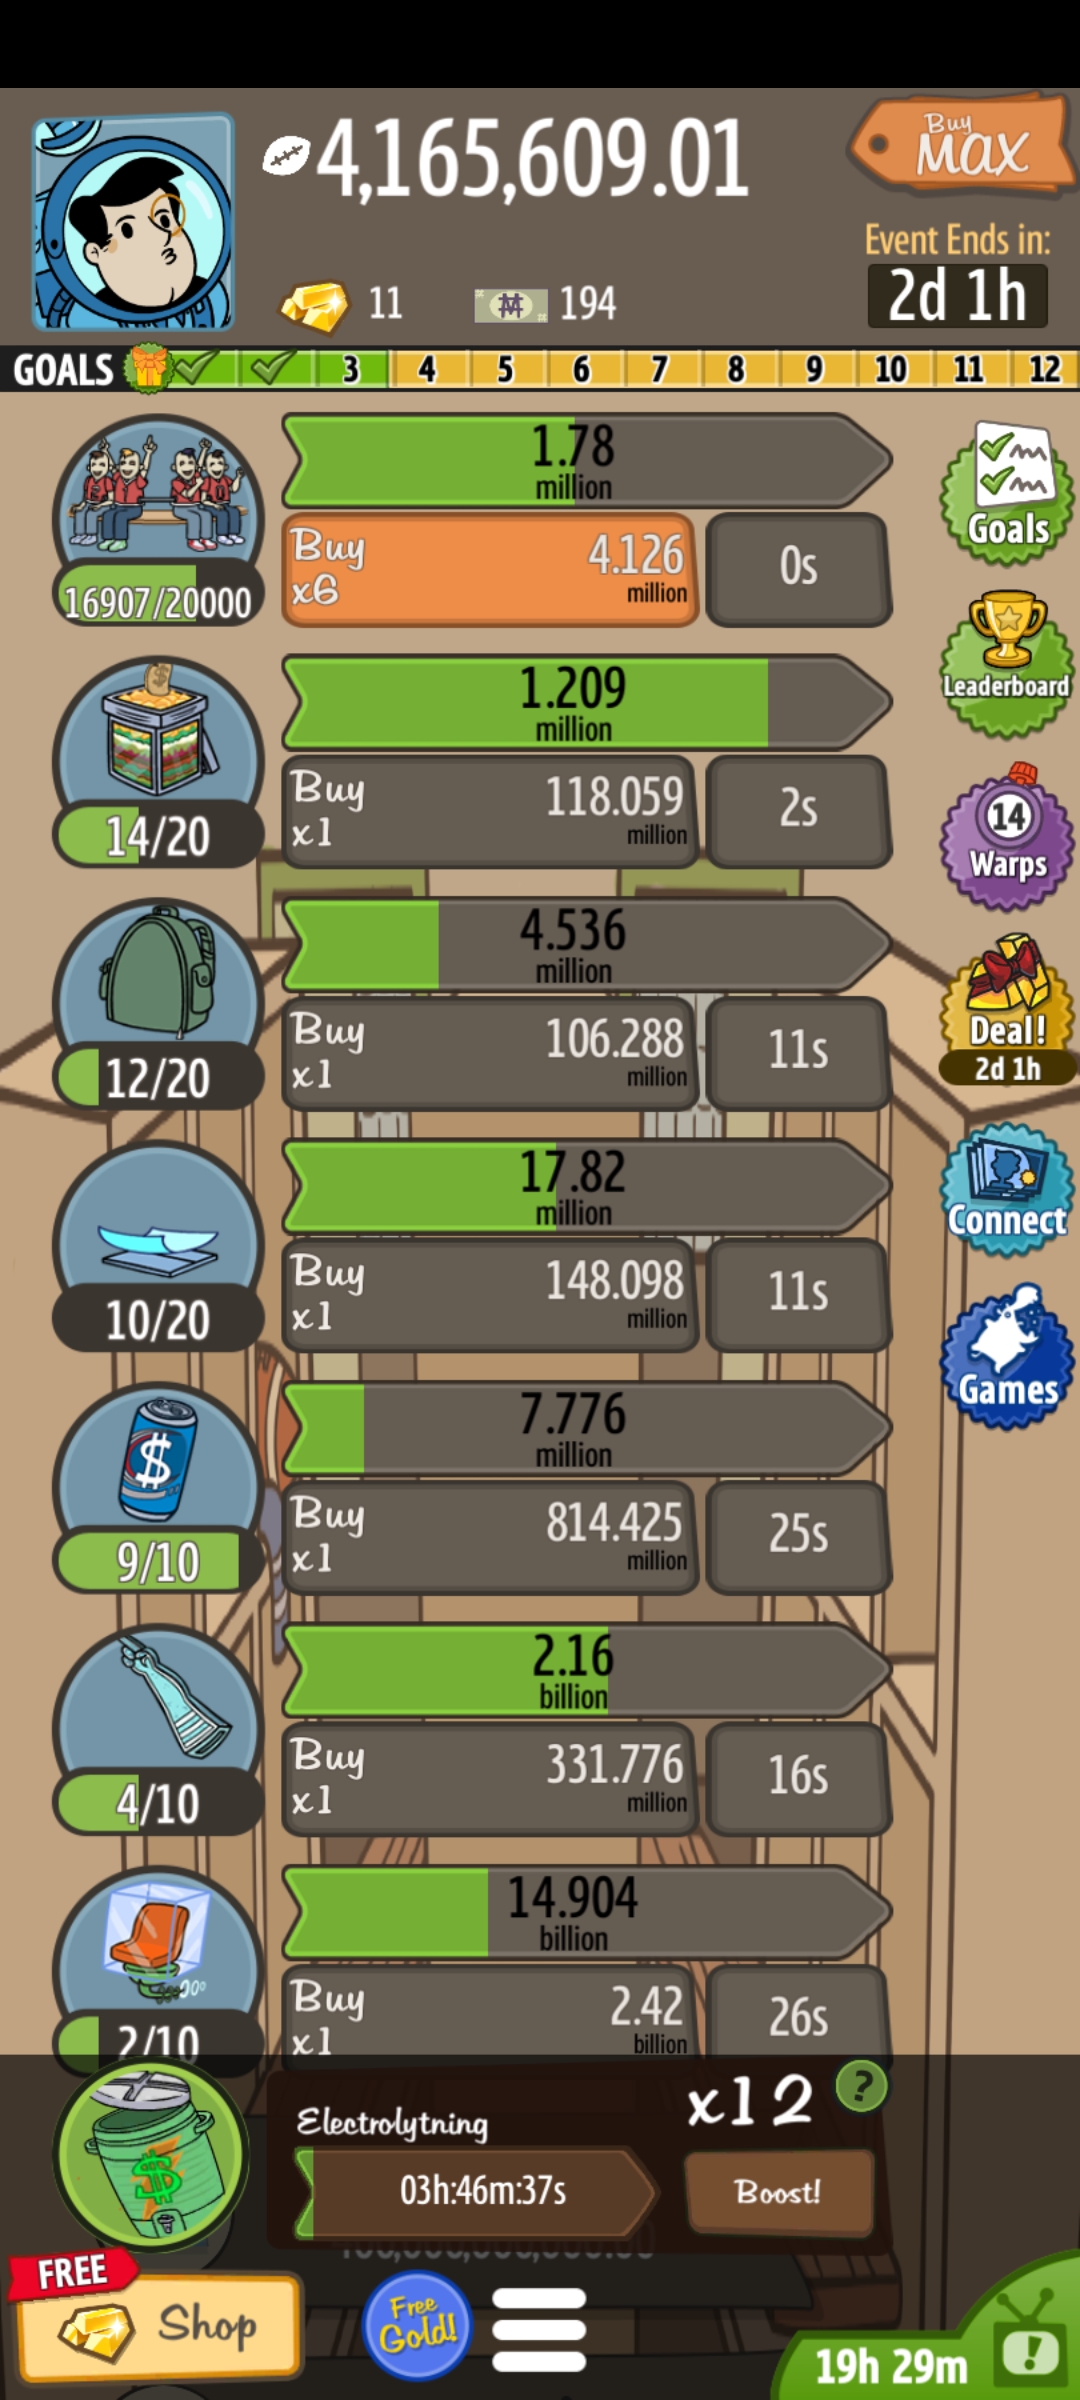 4,165,609.01
Buy
MAX
Event Ends in:
2d 1h
11
194
GOALS 3 4 5 6 7 8 9 10 11 12
1.78
million
Buy
x6
4.126
million
0s
16907/20000
Goals
1.209
million
Buy
x1
118.059
million
2s
14/20
Leaderboard
4.536
million
Buy
x1
106.288
million
11s
12/20
14
Warps
Deal!
2d 1h
17.82
million
Buy
x1
148.098
million
11s
10/20
Connect
Games
7.776
million
Buy
x1
814.425
million
25s
$
9/10
2.16
billion
Buy
x1
331.776
million
16s
4/10
14.904
billion
Buy
x1
2.42
billion
26s
2/10
$
Electrolytning
x12
?
03h:46m:37s
Boost!
FREE
Shop
Free
Gold!
19h 29m
!